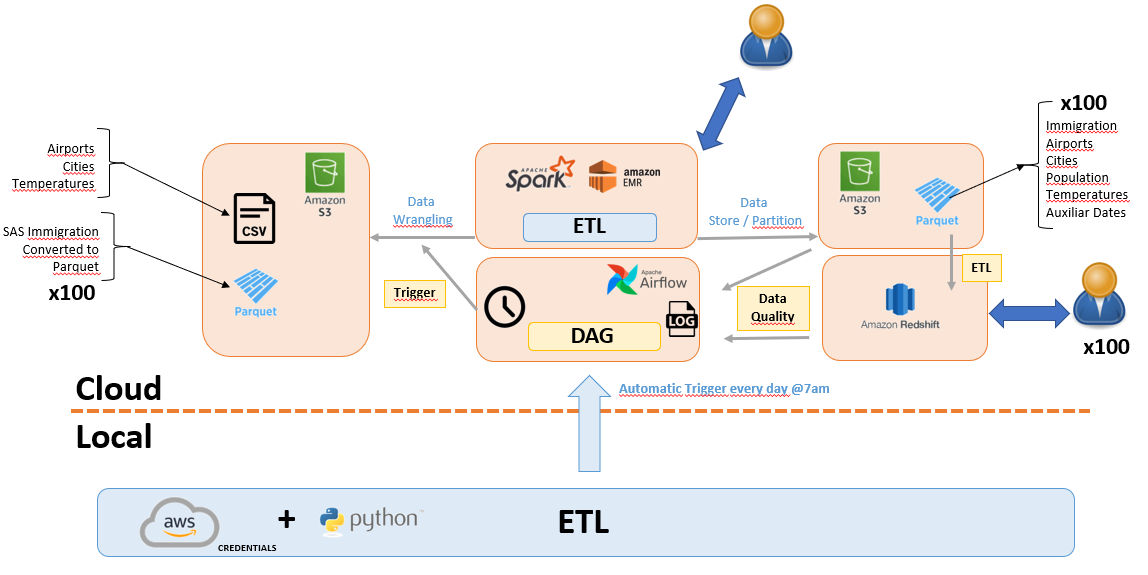 Airports
Cities
Temperatures
SAS Immigration
Converted to
Parquet
x100
Amazon
S3
CSV
Parquet
Data
Wrangling
Trigger
APACHE
Spark
TM
amazon
EMR
ETL
Apache
Airflow
LOG
DAG
Data
Store / Partition
Data
Quality
Amazon
S3
Parquet
ETL
Amazon Redshift
x100
Immigration
Airports
Cities
Population
Temperatures
Auxiliar Dates
x100
Cloud
Automatic Trigger every day @7am
Local
aws
CREDENTIALS
+
python
TM
ETL